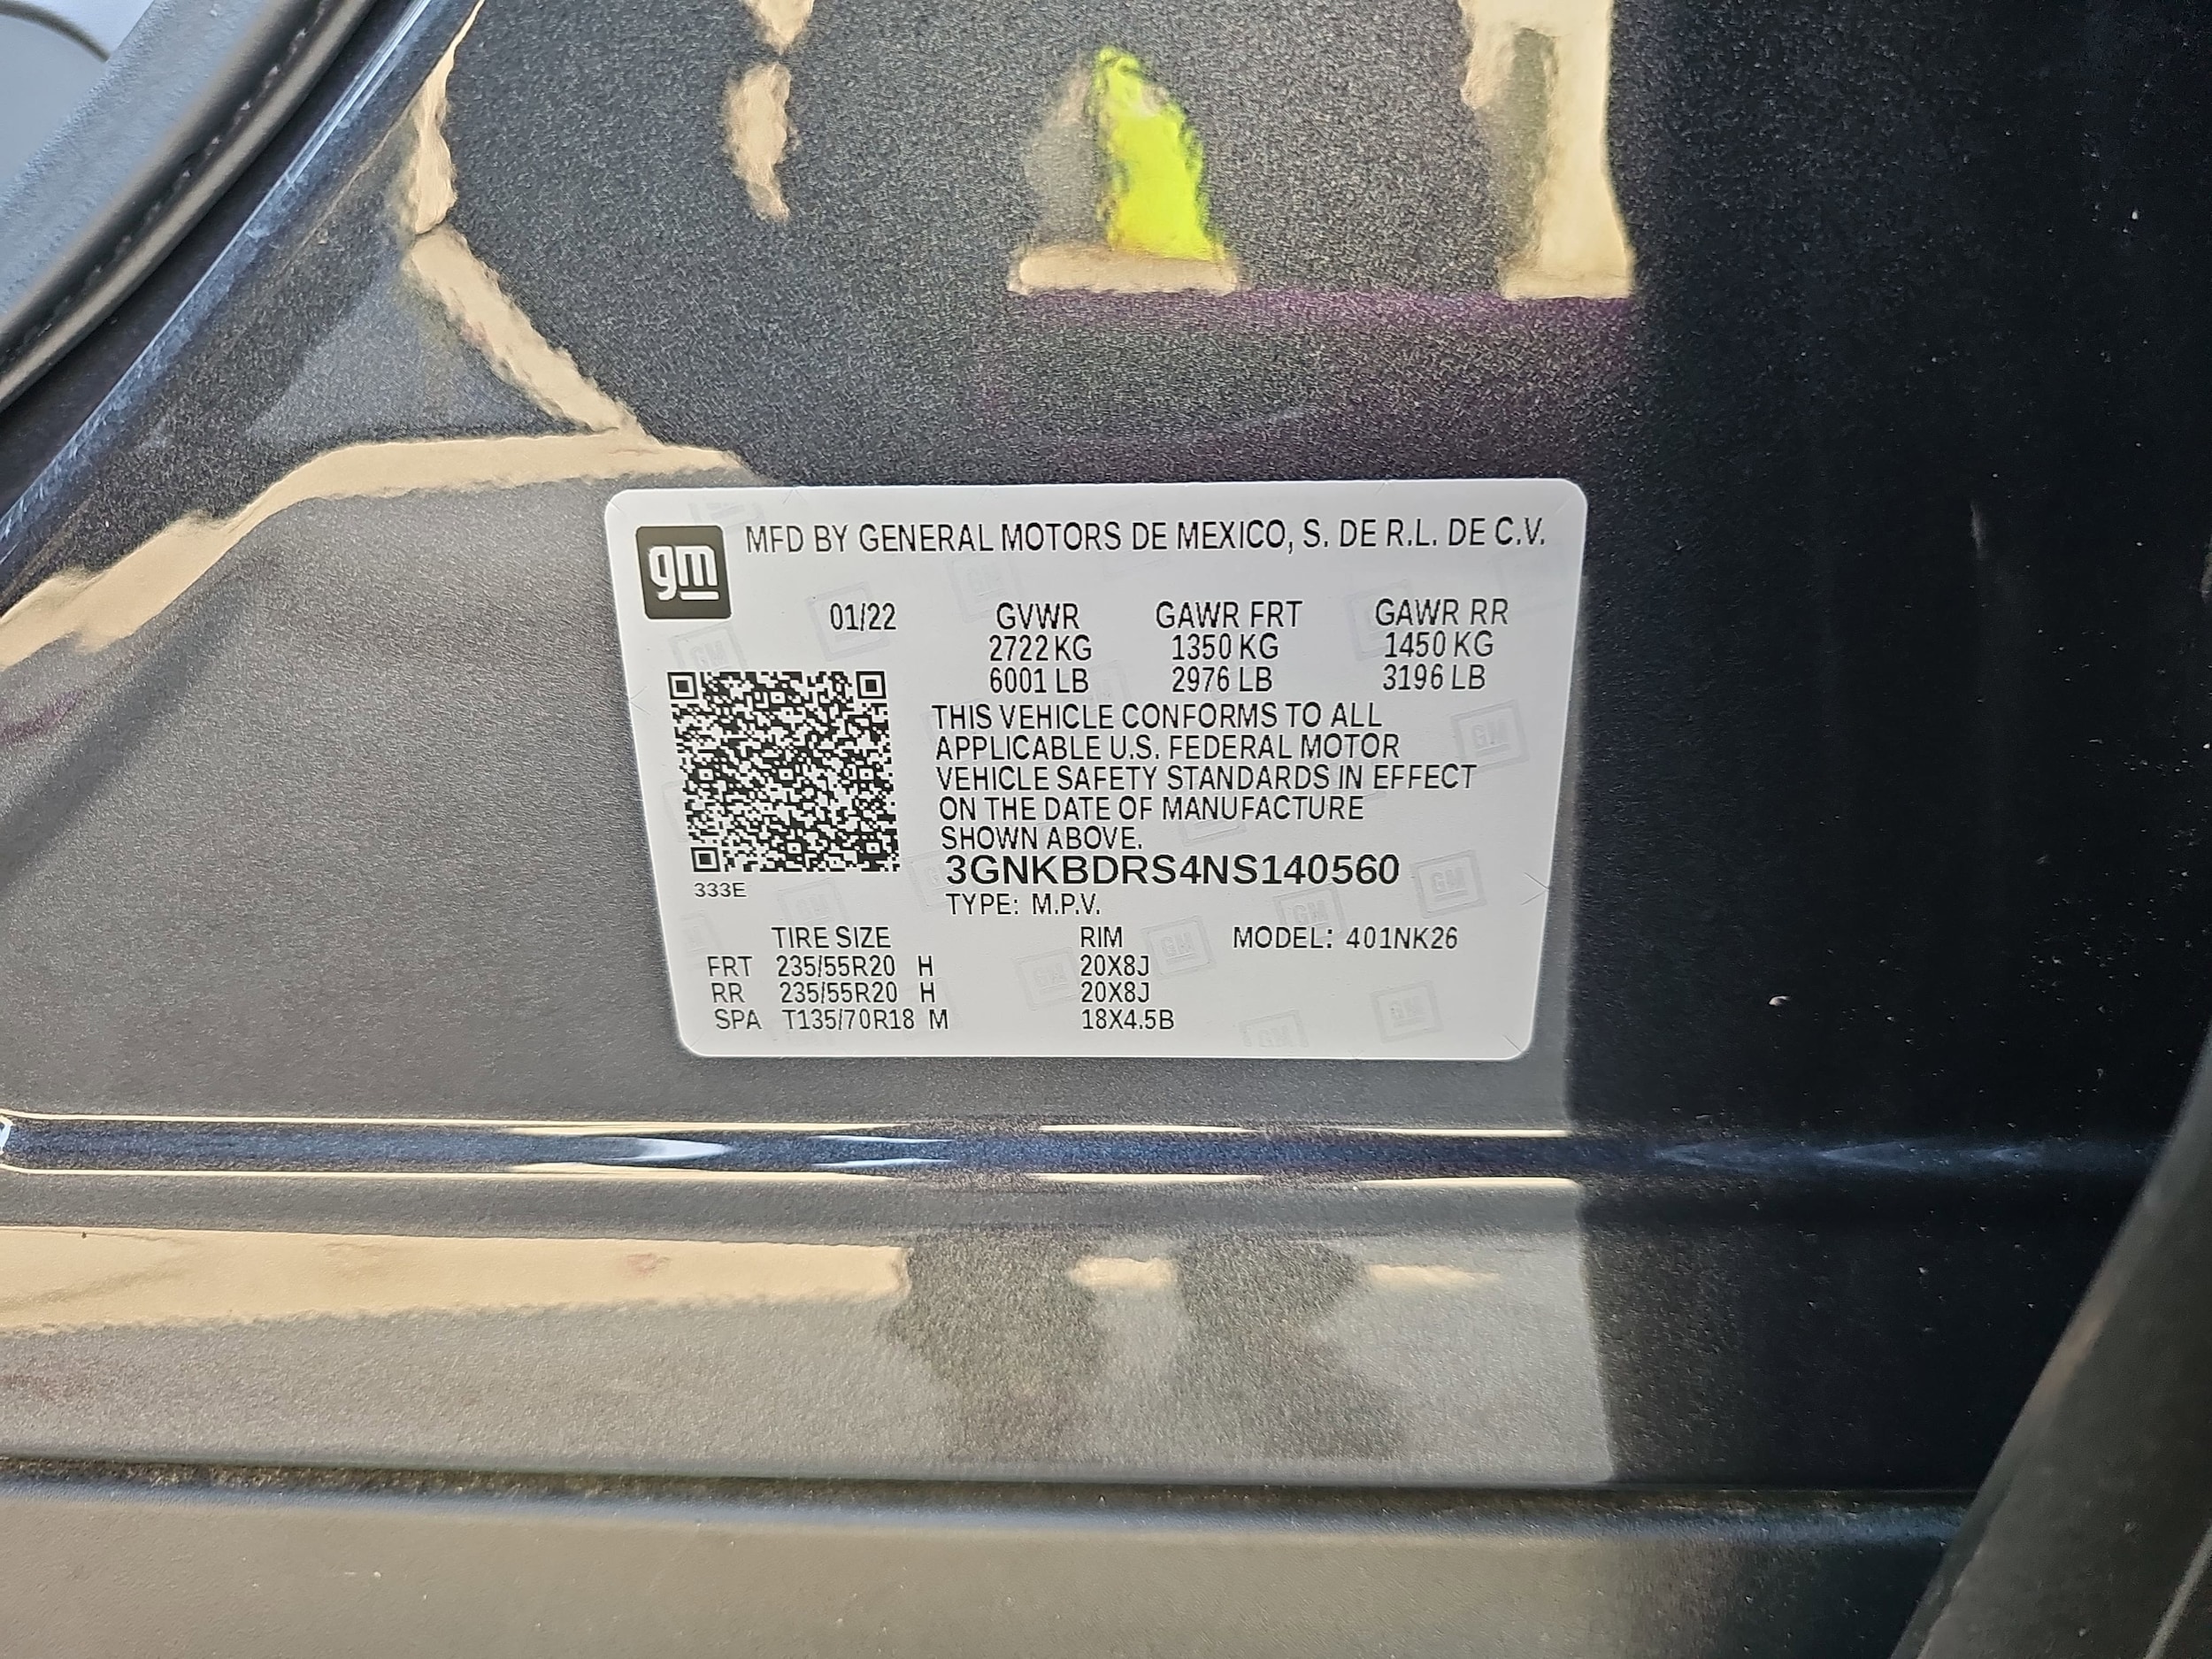 gm MFD BY GENERAL MOTORS DE MEXICO, S. DE R.L. DE C.V.
01/22 GVWR GAWR FRT GAWR RR
2722 KG 1350 KG 1450 KG
6001 LB 2976 LB 3196 LB
THIS VEHICLE CONFORMS TO ALL
APPLICABLE U.S. FEDERAL MOTOR
VEHICLE SAFETY STANDARDS IN EFFECT
ON THE DATE OF MANUFACTURE
SHOWN ABOVE.
3GNKBDRS4NS140560
333E
TYPE: M.P.V.
TIRE SIZE RIM MODEL: 401NK26
FRT 235/55R20 H 20X8J
RR 235/55R20 H 20X8J
SPA T135/70R18 M 18X4.5B